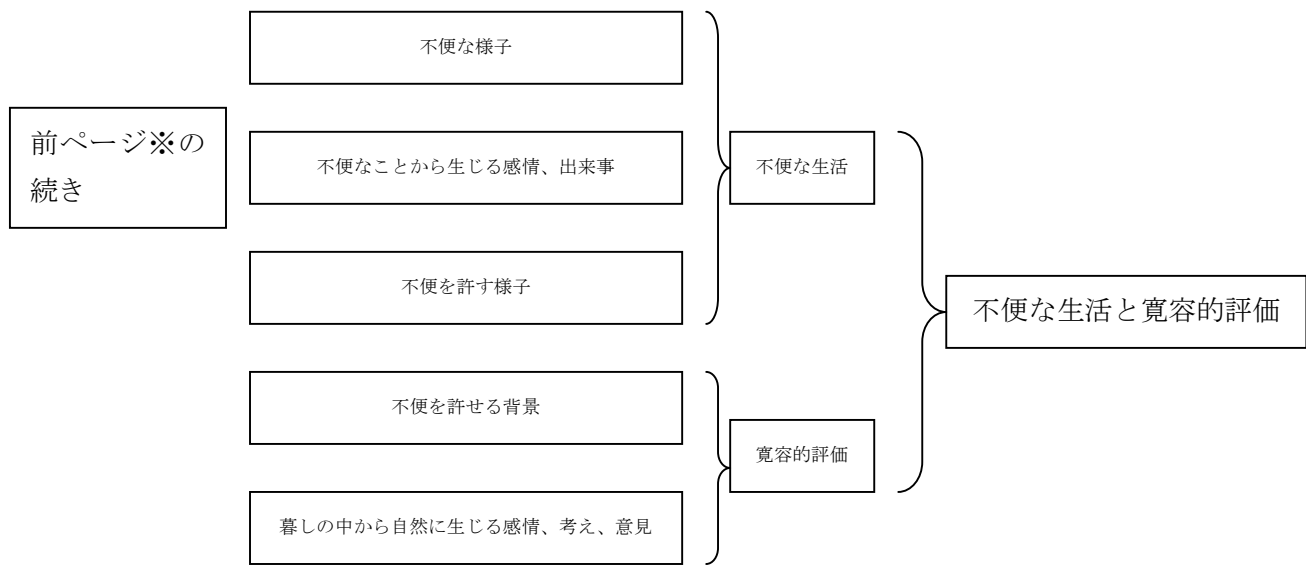 前ページ※の
続き
不便な様子
不便なことから生じる感情、出来事
不便を許す様子
不便を許せる背景
暮しの中から自然に生じる感情、考え、意見
不便な生活
寛容的評価
不便な生活と寛容的評価